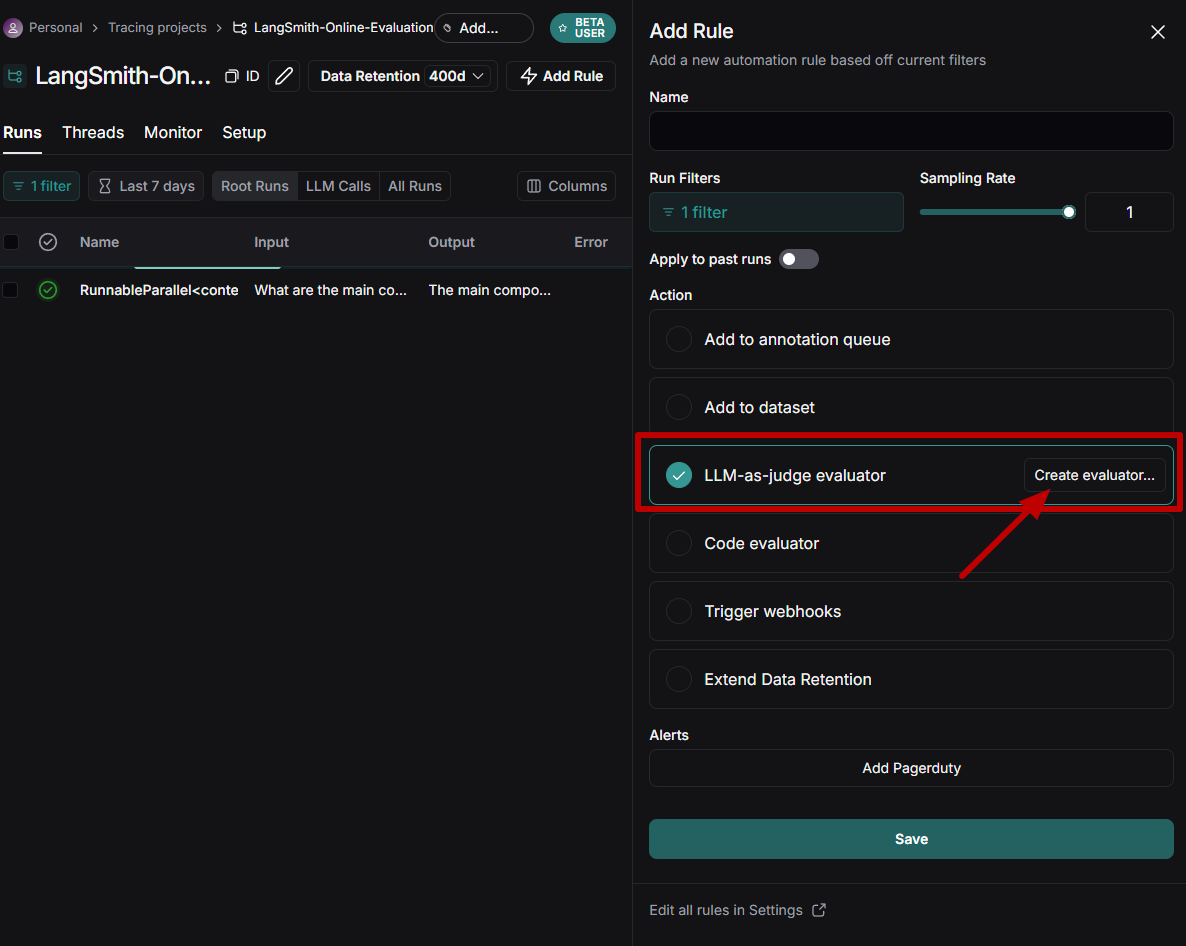 Personal > Tracing projects > LangSmith-Online-Evaluation Add... BETA USER
LangSmith-On... ID Data Retention 400d Add Rule
Runs Threads Monitor Setup
1 filter Last 7 days Root Runs LLM Calls All Runs Columns
Name Input Output Error
RunnableParallel<conte What are the main co... The main compo...
Add Rule
Add a new automation rule based off current filters
Name
Run Filters Sampling Rate
1 filter 1
Apply to past runs
Action
Add to annotation queue
Add to dataset
LLM-as-judge evaluator Create evaluator...
Code evaluator
Trigger webhooks
Extend Data Retention
Alerts
Add Pagerduty
Save
Edit all rules in Settings